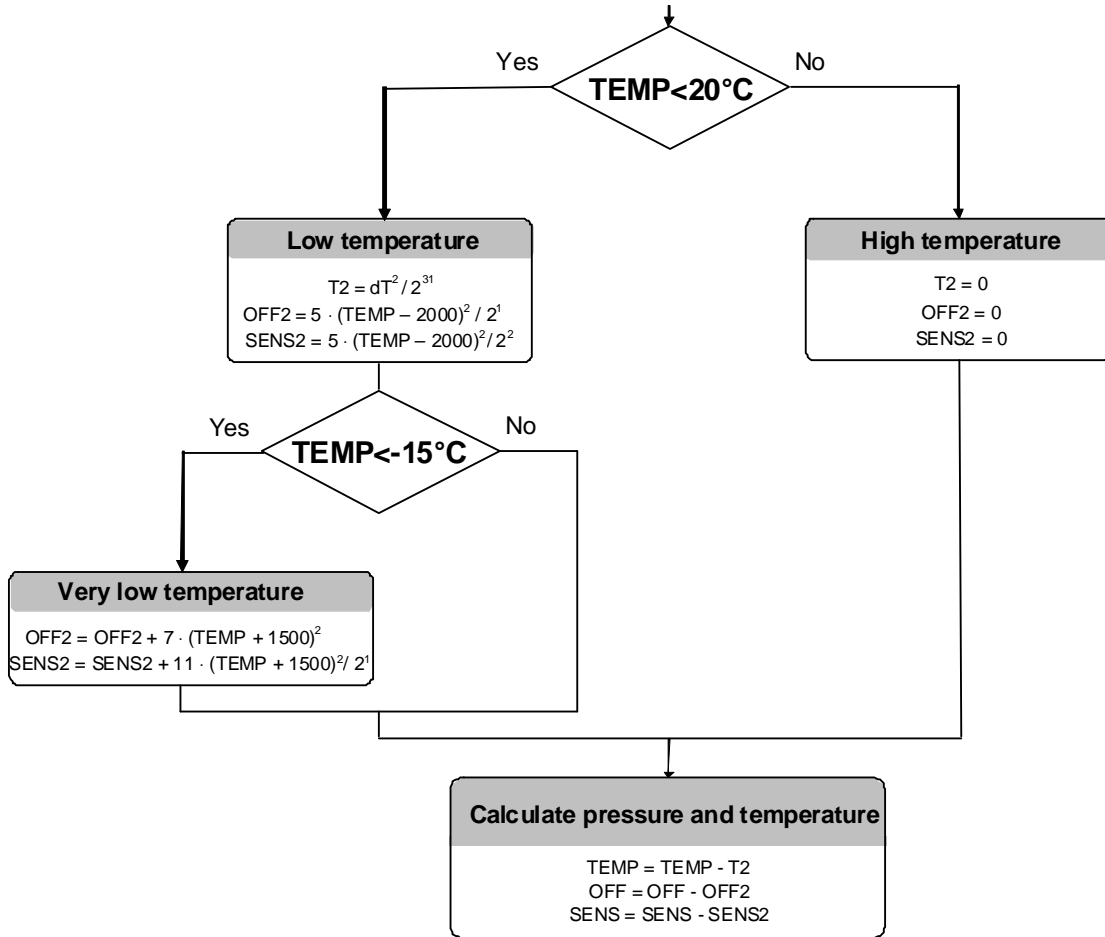 Yes
No
TEMP<20°C
Low temperature
T2 = dT² / 2³¹
OFF2 = 5 · (TEMP – 2000)² / 2¹
SENS2 = 5 · (TEMP – 2000)² / 2²
High temperature
T2 = 0
OFF2 = 0
SENS2 = 0
Yes
No
TEMP<-15°C
Very low temperature
OFF2 = OFF2 + 7 · (TEMP + 1500)²
SENS2 = SENS2 + 11 · (TEMP + 1500)² / 2¹
Calculate pressure and temperature
TEMP = TEMP - T2
OFF = OFF - OFF2
SENS = SENS - SENS2